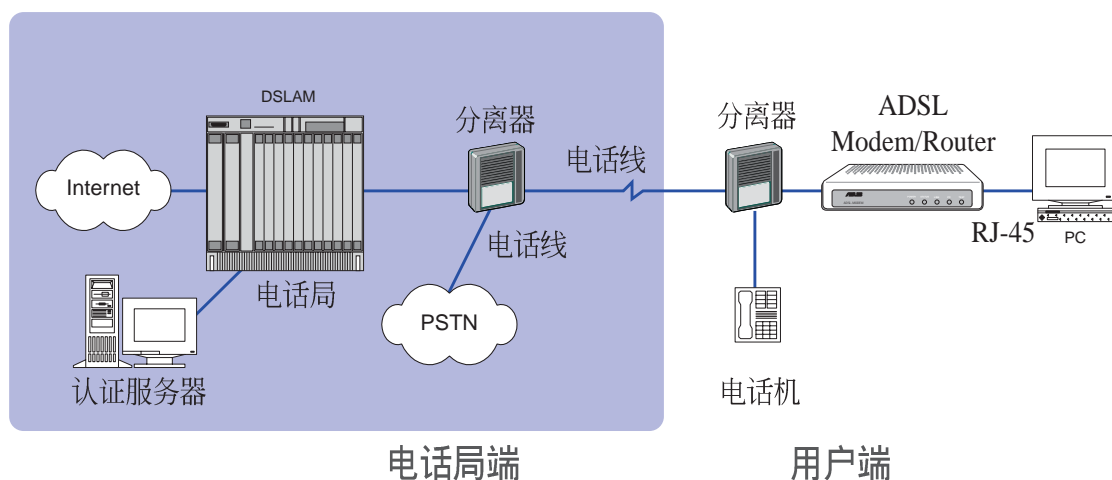 DSLAM
分离器
分离器
ADSL
Modem/Router
电话线
Internet
电话线
RJ-45
PC
电话局
PSTN
认证服务器
电话机
电话局端
用户端